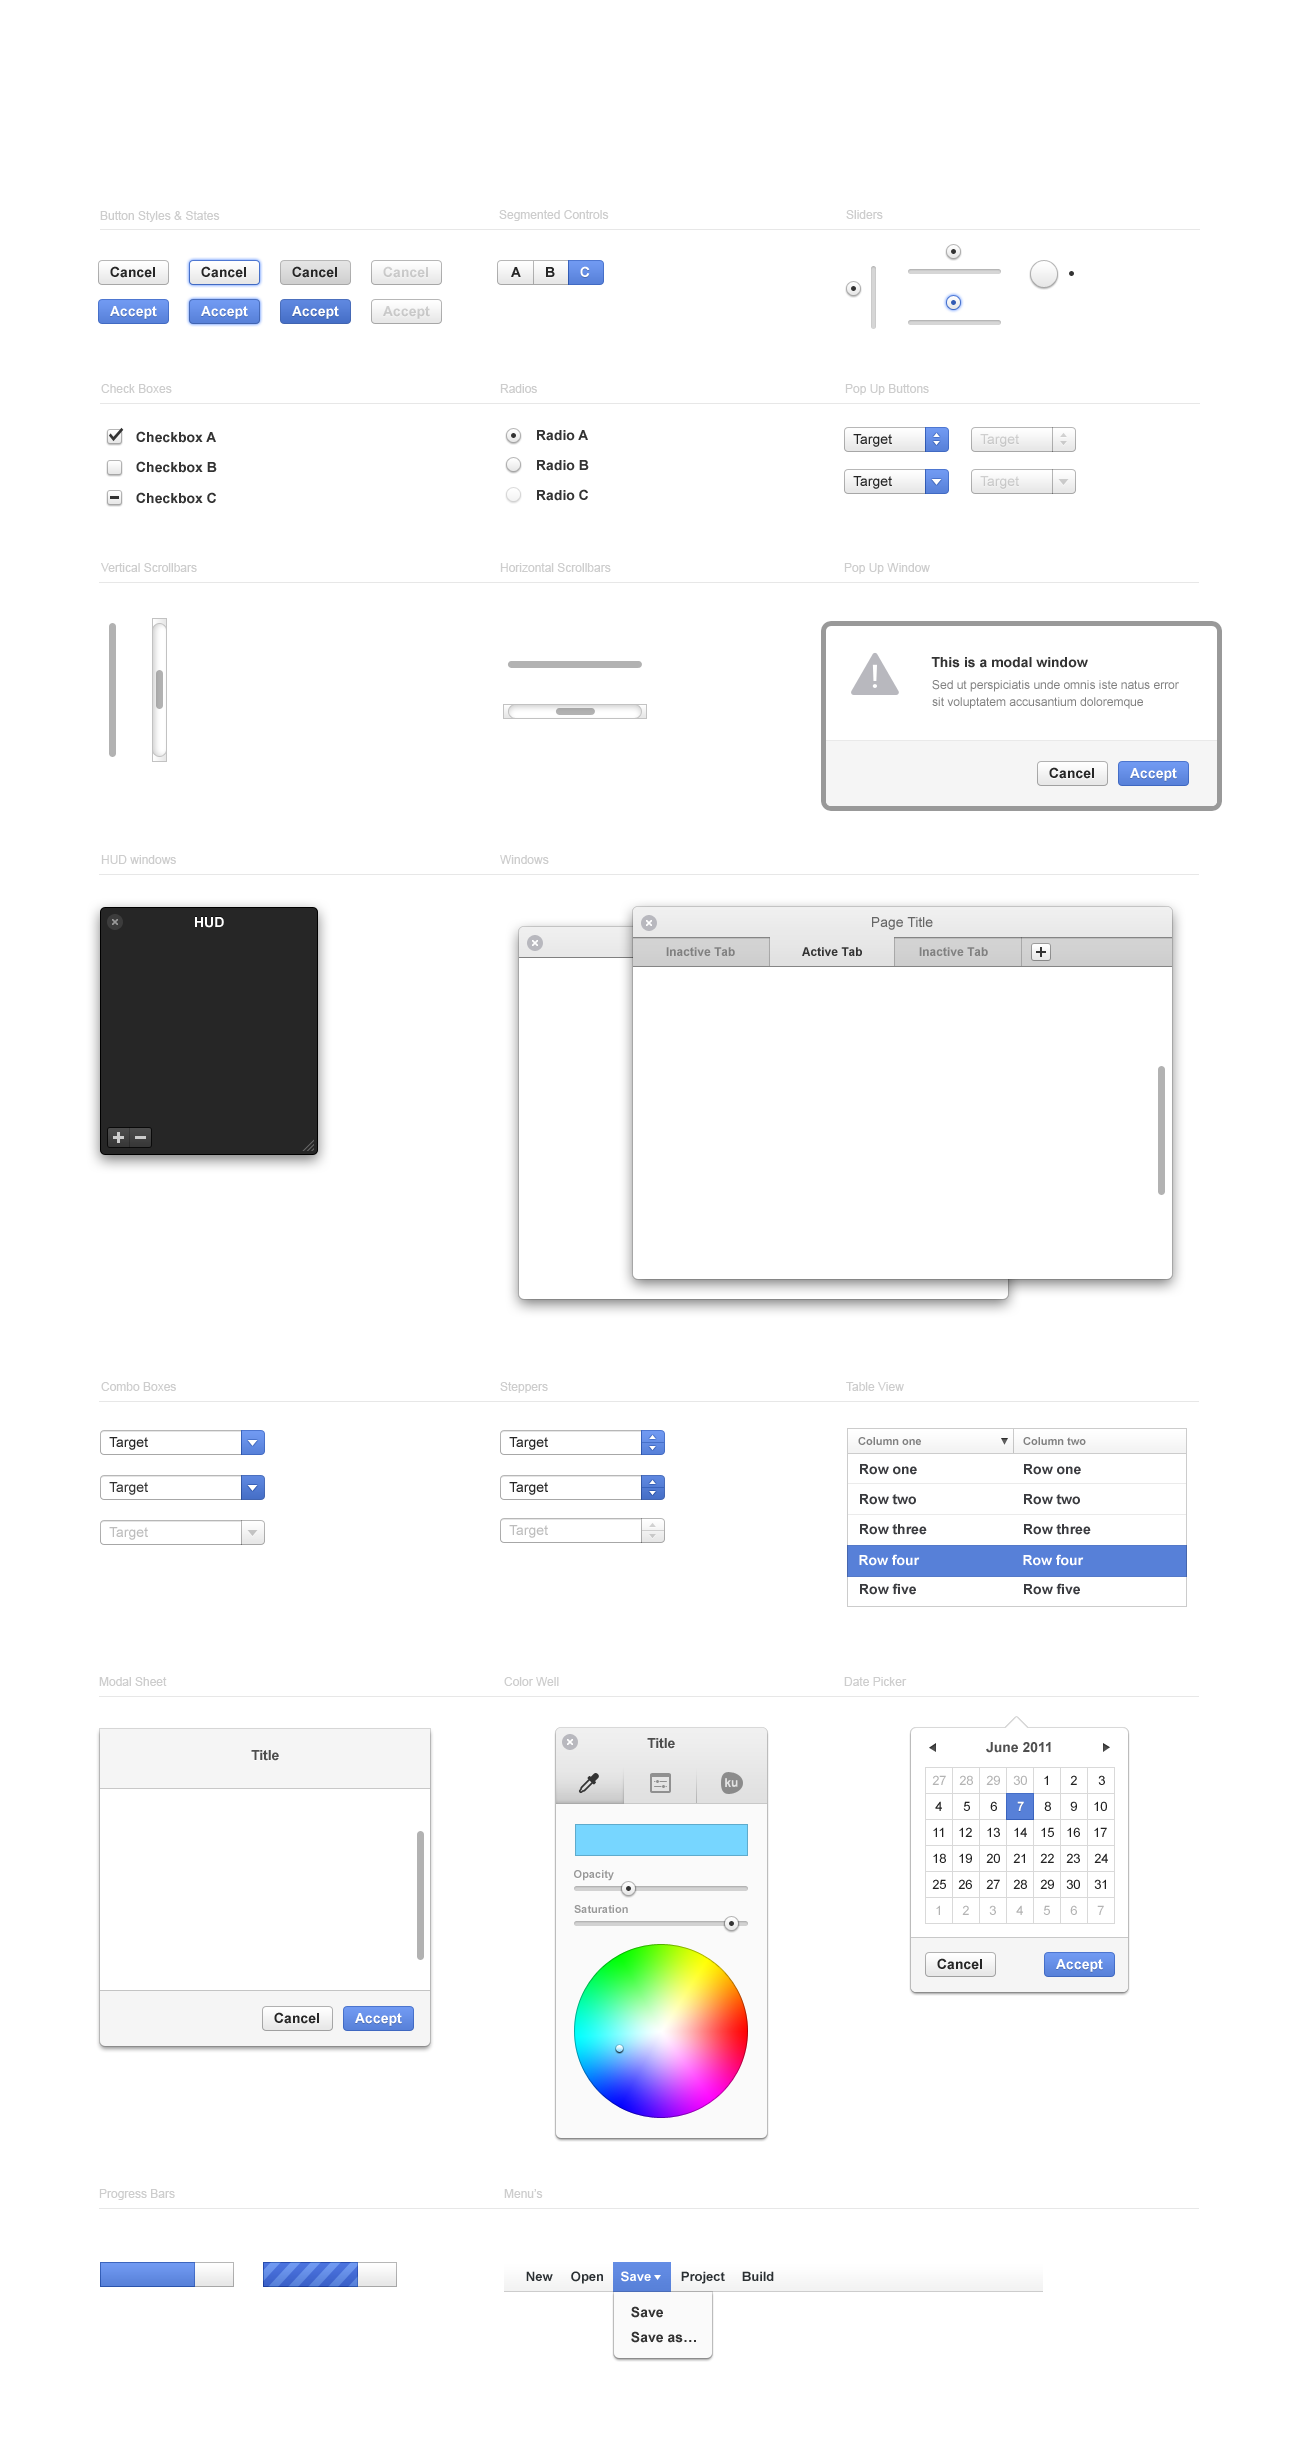 Button Styles & States
Segmented Controls
Sliders
Cancel Cancel Cancel Cancel
A B C
Accept Accept Accept Accept
Check Boxes
Radios
Pop Up Buttons
Checkbox A
Checkbox B
Checkbox C
Radio A
Radio B
Radio C
Target Target
Target Target
Vertical Scrollbars
Horizontal Scrollbars
Pop Up Window
This is a modal window
Sed ut perspiciatis unde omnis iste natus error
sit voluptatem accusantium doloremque
Cancel Accept
HUD windows
Windows
HUD
Page Title
Inactive Tab Active Tab Inactive Tab
Combo Boxes
Steppers
Table View
Target
Target
Target
Target
Target
Target
Column one Column two
Row one Row one
Row two Row two
Row three Row three
Row four Row four
Row five Row five
Modal Sheet
Color Well
Date Picker
Title
Cancel Accept
Title
ku
Opacity
Saturation
June 2011
27 28 29 30 1 2 3
4 5 6 7 8 9 10
11 12 13 14 15 16 17
18 19 20 21 22 23 24
25 26 27 28 29 30 31
1 2 3 4 5 6 7
Cancel Accept
Progress Bars
Menu's
New Open Save Project Build
Save
Save as...